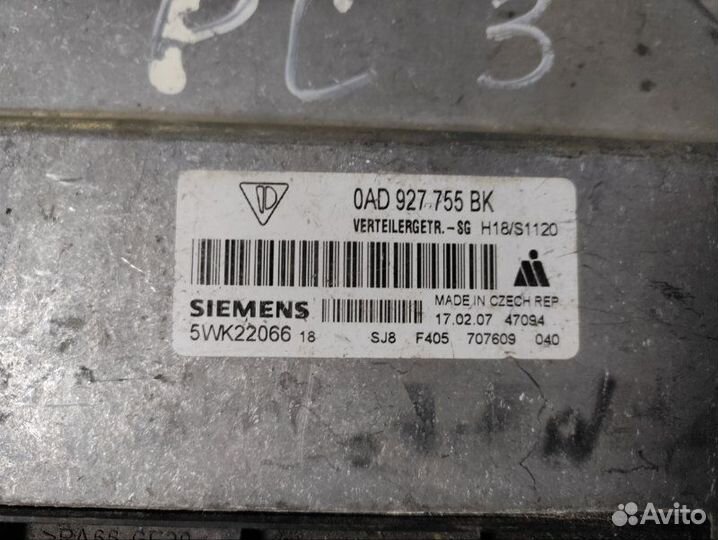 PC 3
0AD 927 755 BK
VERTEILERGETR.-SG H18/S1120
SIEMENS
MADE IN CZECH REP
17.02.07 47094
5WK22066 18 SJ8 F405 707609 040
Avito